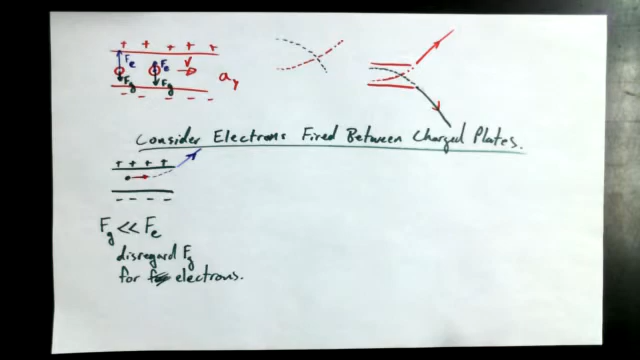 + + + + +
Fe Fe v
Fg Fg ay
- - - - - -
Consider Electrons Fired Between Charged Plates.
+ + + +
- - - -
Fg << Fe
disregard Fg
for electrons.